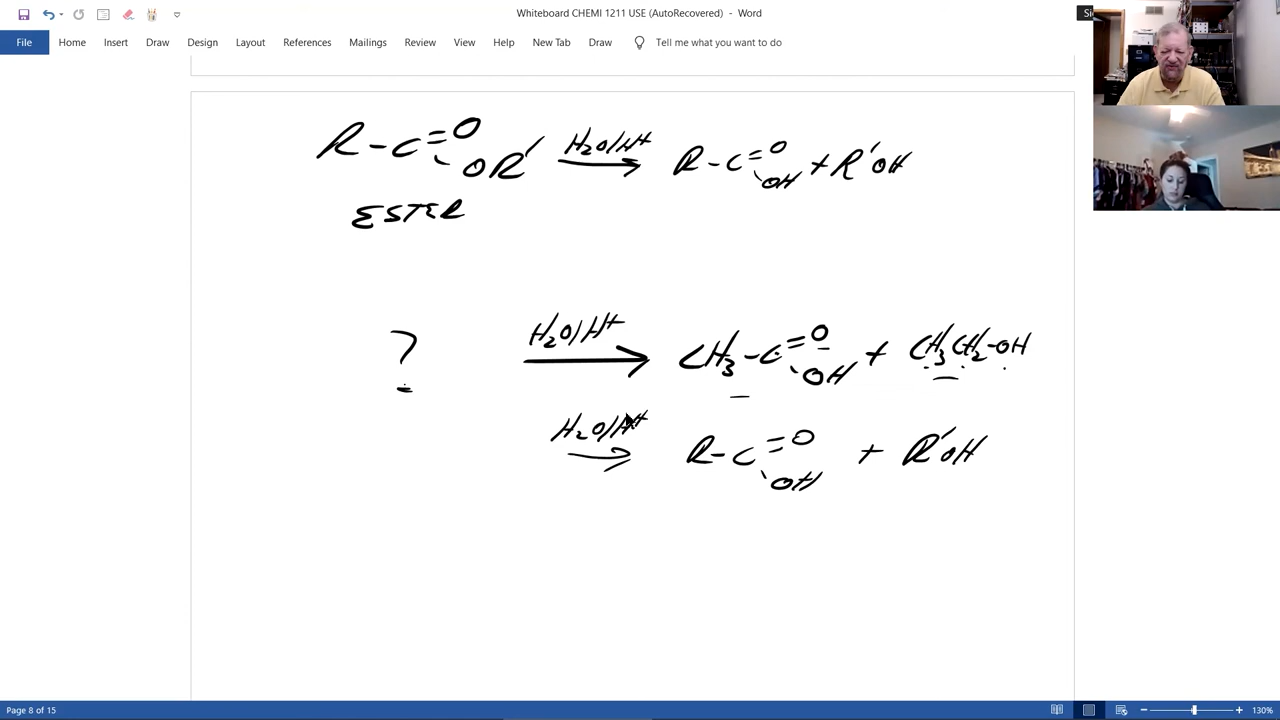 Whiteboard CHEMI 1211 USE (AutoRecovered) - Word
File Home Insert Draw Design Layout References Mailings Review View Help New Tab Draw Tell me what you want to do
R-C=O OR' H2O/H+ → R-C=O OH + R'OH
ESTER
? H2O/H+ → CH3-C=O OH + CH3CH2-OH
H2O/H+ → R-C=O OH + R'OH
Page 8 of 15 130%